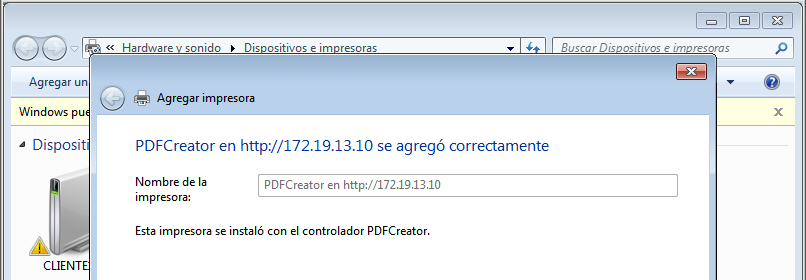 Hardware y sonido Dispositivos e impresoras Buscar Dispositivos e impresoras
Agregar un
Agregar impresora
Windows pue
PDFCreator en http://172.19.13.10 se agregó correctamente
Dispositi
Nombre de la impresora:
PDFCreator en http://172.19.13.10
Esta impresora se instaló con el controlador PDFCreator.
CLIENTE